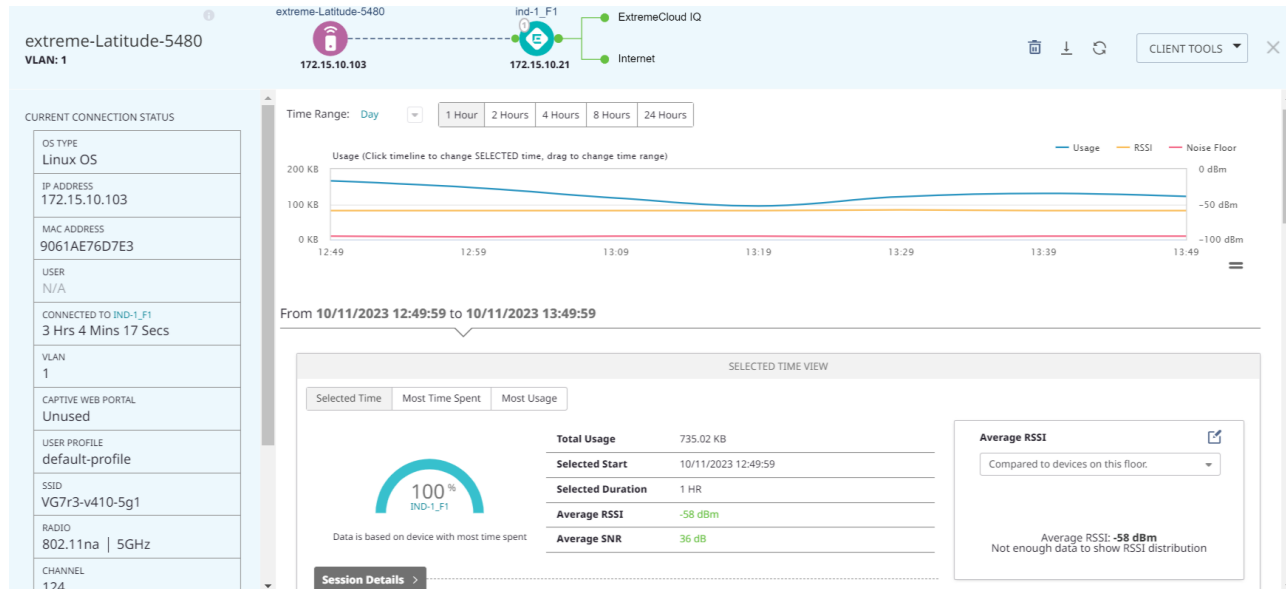 extreme-Latitude-5480
VLAN: 1
extreme-Latitude-5480
172.15.10.103
ind-1_F1
1
172.15.10.21
ExtremeCloud IQ
Internet
CLIENT TOOLS
CURRENT CONNECTION STATUS
OS TYPE
Linux OS
IP ADDRESS
172.15.10.103
MAC ADDRESS
9061AE76D7E3
USER
N/A
CONNECTED TO IND-1_F1
3 Hrs 4 Mins 17 Secs
VLAN
1
CAPTIVE WEB PORTAL
Unused
USER PROFILE
default-profile
SSID
VG7r3-v410-5g1
RADIO
802.11na | 5GHz
CHANNEL
124
Time Range: Day
1 Hour 2 Hours 4 Hours 8 Hours 24 Hours
Usage RSSI Noise Floor
Usage (Click timeline to change SELECTED time, drag to change time range)
200 KB 0 dBm
100 KB -50 dBm
0 KB -100 dBm
12:49 12:59 13:09 13:19 13:29 13:39 13:49
From 10/11/2023 12:49:59 to 10/11/2023 13:49:59
SELECTED TIME VIEW
Selected Time Most Time Spent Most Usage
100 %
IND-1_F1
Data is based on device with most time spent
Total Usage 735.02 KB
Selected Start 10/11/2023 12:49:59
Selected Duration 1 HR
Average RSSI -58 dBm
Average SNR 36 dB
Average RSSI
Compared to devices on this floor.
Average RSSI: -58 dBm
Not enough data to show RSSI distribution
Session Details >